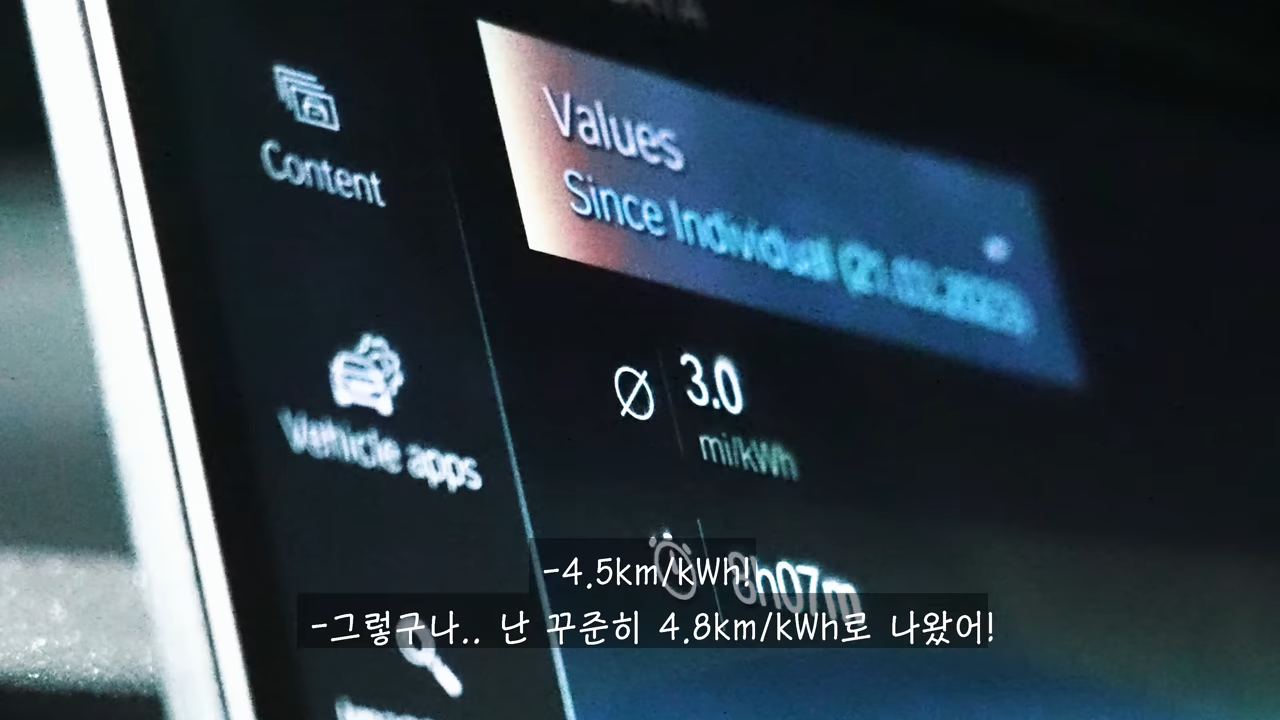 Content
Values
Since Individual
Vehicle apps
3.0
mi/kWh
-4.5km/kWh!
-그렇구나.. 난 꾸준히 4.8km/kWh로 나왔어!